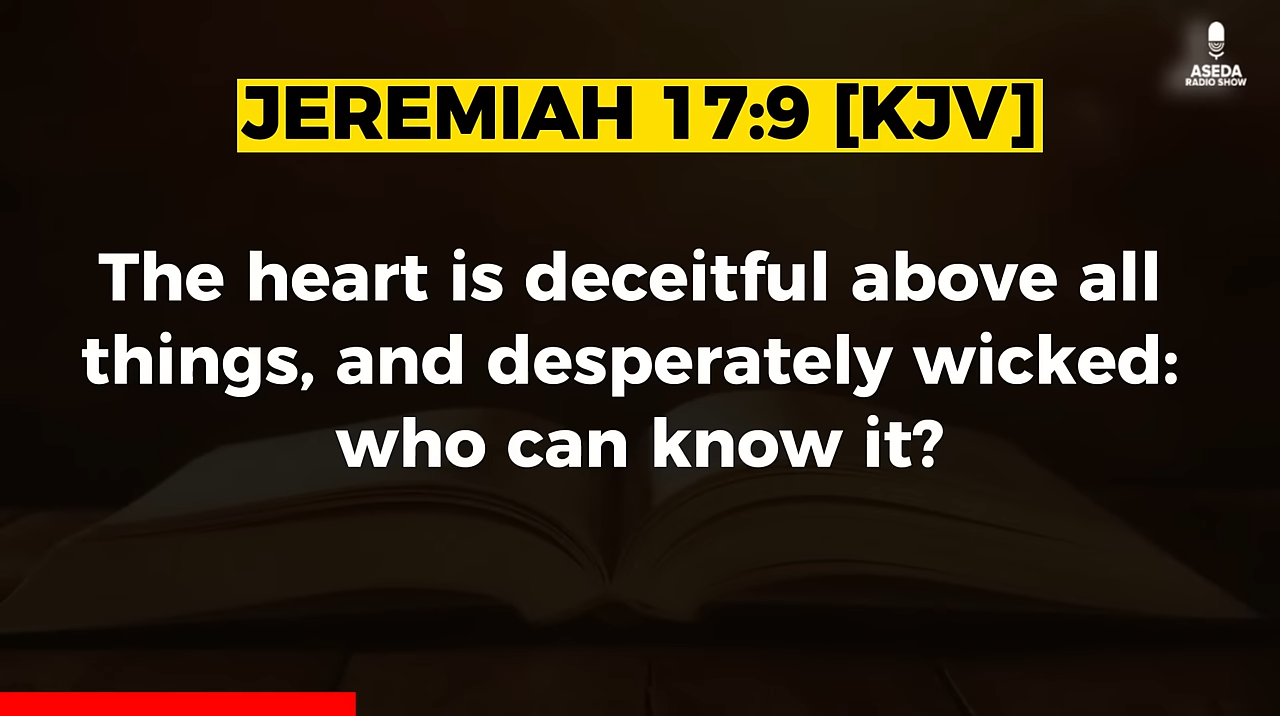 ASEDA
RADIO SHOW
JEREMIAH 17:9 [KJV]
The heart is deceitful above all
things, and desperately wicked:
who can know it?